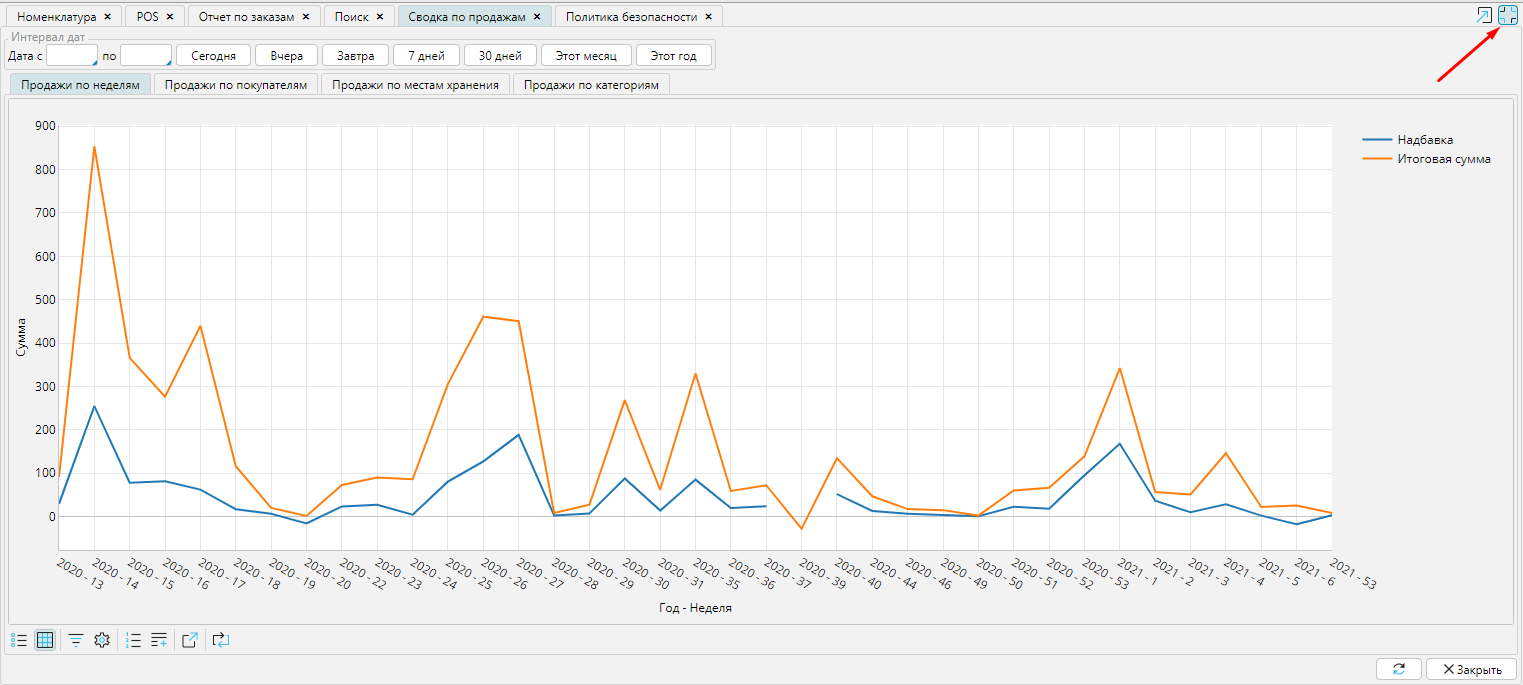 Номенклатура × POS × Отчет по заказам × Поиск × Сводка по продажам × Политика безопасности ×
Интервал дат
Дата с по Сегодня Вчера Завтра 7 дней 30 дней Этот месяц Этот год
Продажи по неделям Продажи по покупателям Продажи по местам хранения Продажи по категориям
900
800
700
600
500
400
300
200
100
0
Сумма
Надбавка
Итоговая сумма
2020 - 13 2020 - 14 2020 - 15 2020 - 16 2020 - 17 2020 - 18 2020 - 19 2020 - 20 2020 - 22 2020 - 23 2020 - 24 2020 - 25 2020 - 26 2020 - 27 2020 - 28 2020 - 29 2020 - 30 2020 - 31 2020 - 35 2020 - 36 2020 - 37 2020 - 39 2020 - 40 2020 - 44 2020 - 46 2020 - 49 2020 - 50 2020 - 51 2020 - 52 2020 - 53 2021 - 1 2021 - 2 2021 - 3 2021 - 4 2021 - 5 2021 - 6 2021 - 53
Год - Неделя
Закрыть